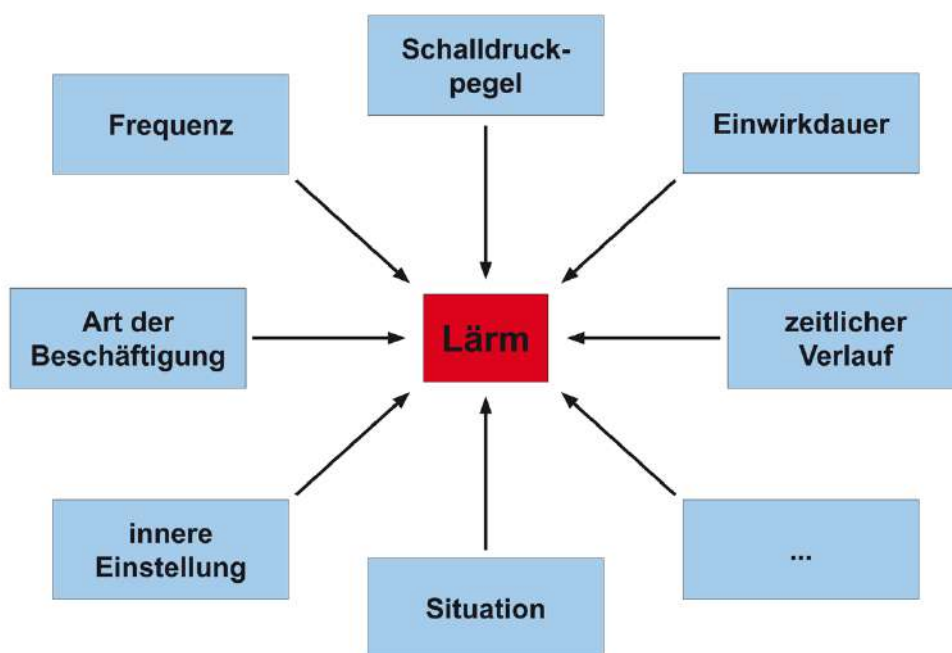 Schalldruck-
pegel
Frequenz
Einwirkdauer
Art der
Beschäftigung
Lärm
zeitlicher
Verlauf
innere
Einstellung
Situation
...